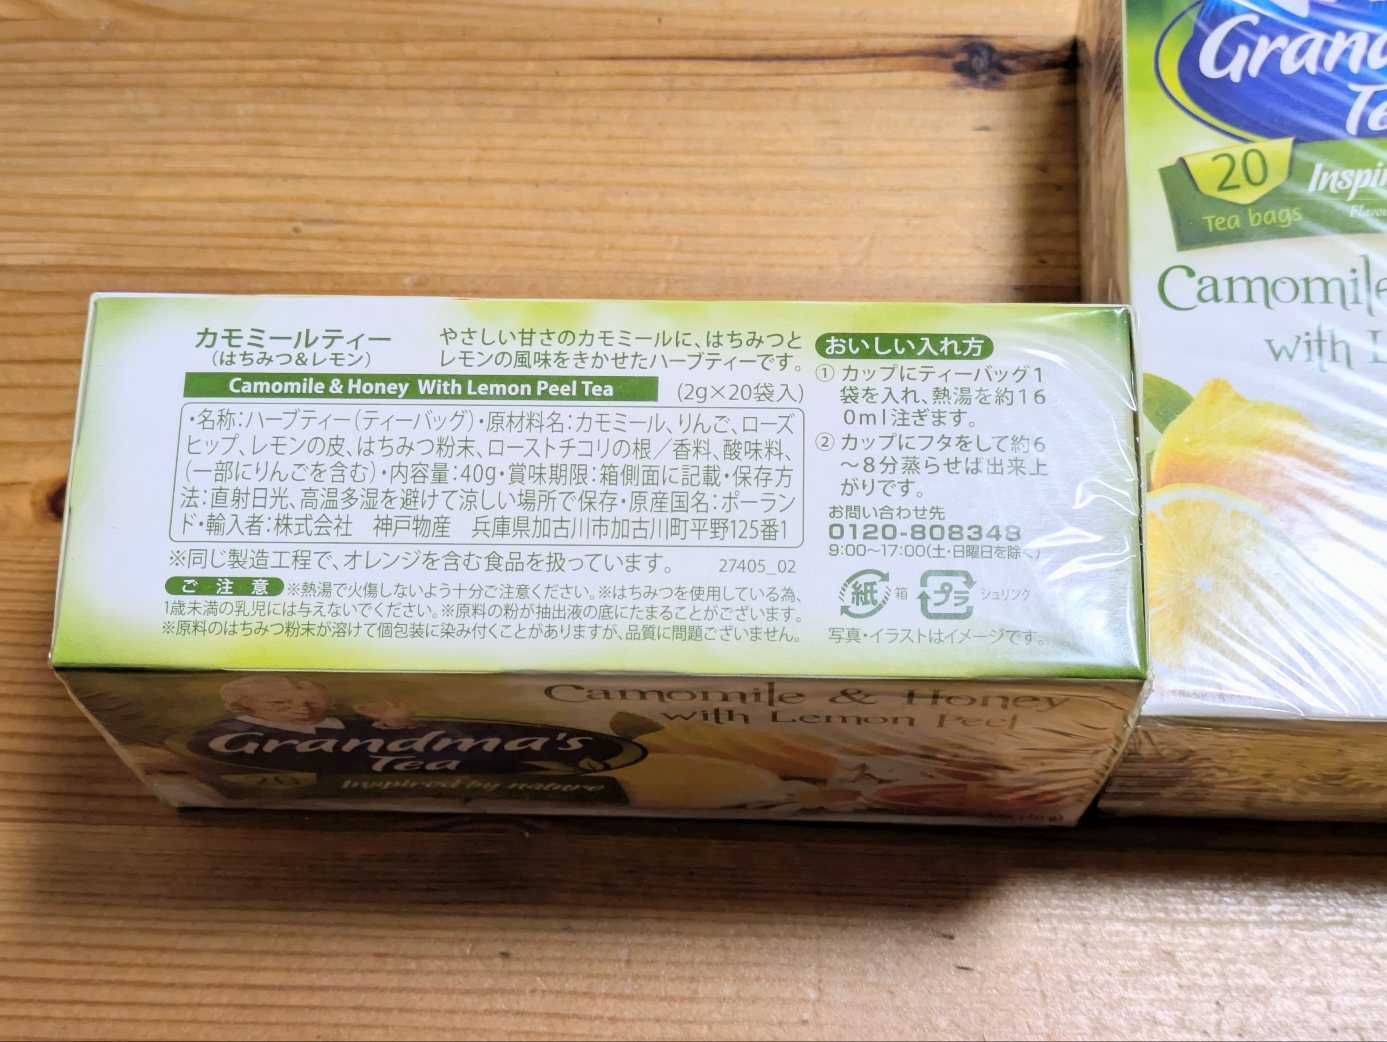 カモミールティー
(はちみつ&レモン)
やさしい甘さのカモミールに、はちみつと
レモンの風味をきかせたハーブティーです。
Camomile & Honey With Lemon Peel Tea
(2g×20袋入)
・名称:ハーブティー(ティーバッグ)・原材料名:カモミール、りんご、ローズ
ヒップ、レモンの皮、はちみつ粉末、ローストチコリの根/香料、酸味料、
(一部にりんごを含む)・内容量:40g・賞味期限:箱側面に記載・保存方
法:直射日光、高温多湿を避けて涼しい場所で保存・原産国名:ポーラン
ド・輸入者:株式会社 神戸物産 兵庫県加古川市加古川町平野125番1
※同じ製造工程で、オレンジを含む食品を扱っています。
27405_02
ご注意 ※熱湯で火傷しないよう十分ご注意ください。※はちみつを使用している為、
1歳未満の乳児には与えないでください。※原料の粉が抽出液の底にたまることがございます。
※原料のはちみつ粉末が溶けて個包装に染み付くことがありますが、品質に問題ございません。
おいしい入れ方
① カップにティーバッグ1
袋を入れ、熱湯を約16
0ml注ぎます。
② カップにフタをして約6
~8分蒸らせば出来上
がりです。
お問い合わせ先
0120-808348
9:00~17:00(土・日曜日を除く)
紙 箱 プラ シュリンク
写真・イラストはイメージです。
Camomile & Honey
with Lemon Peel
Grandma's
Tea
20
Inspired by nature
Grand
Te
20
Tea bags
Inspi
Flavou
Camomile
with L